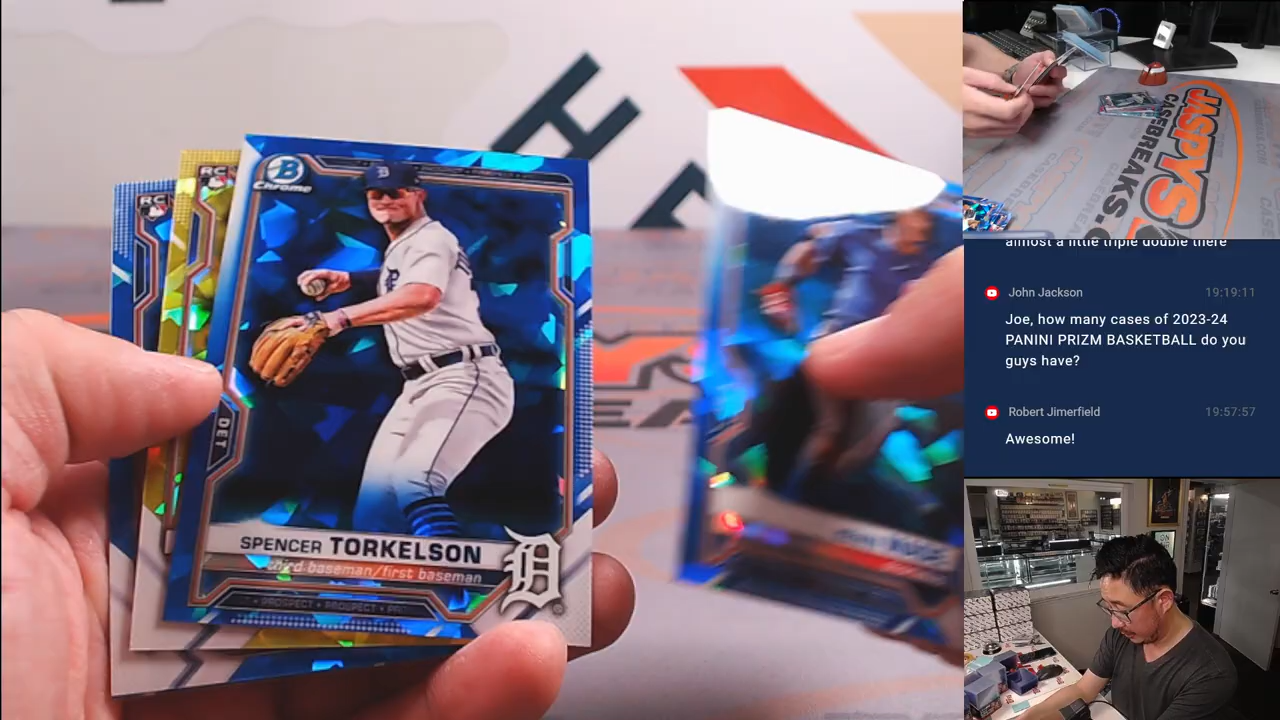 RC
RC
B
Chrome
D
DET
SPENCER TORKELSON
third baseman/first baseman
PROSPECT • PROSPECT
D
JASPYS
CASEBREAKS.
almost a little triple double there
John Jackson 19:19:11
Joe, how many cases of 2023-24
PANINI PRIZM BASKETBALL do you
guys have?
Robert Jimerfield 19:57:57
Awesome!